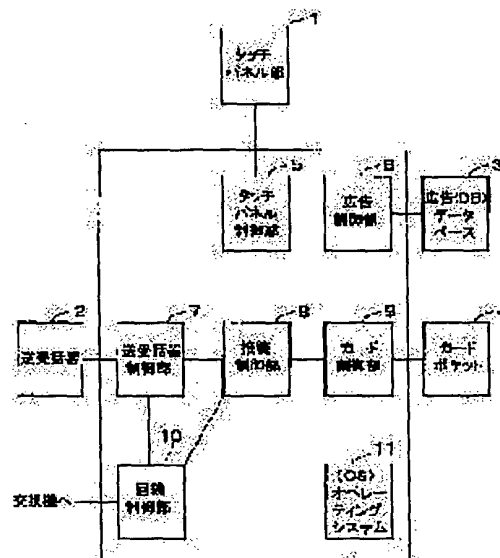 1
タッチ
パネル部
5
タッチ
パネル
制御部
6
広告
制御部
3
広告(DB)
データ
ベース
2
送受話器
7
送受話器
制御部
8
接続
制御部
9
カード
制御部
カード
ポケット
10
回線
制御部
交換機へ
11
(OS)
オペレー
ティング
システム